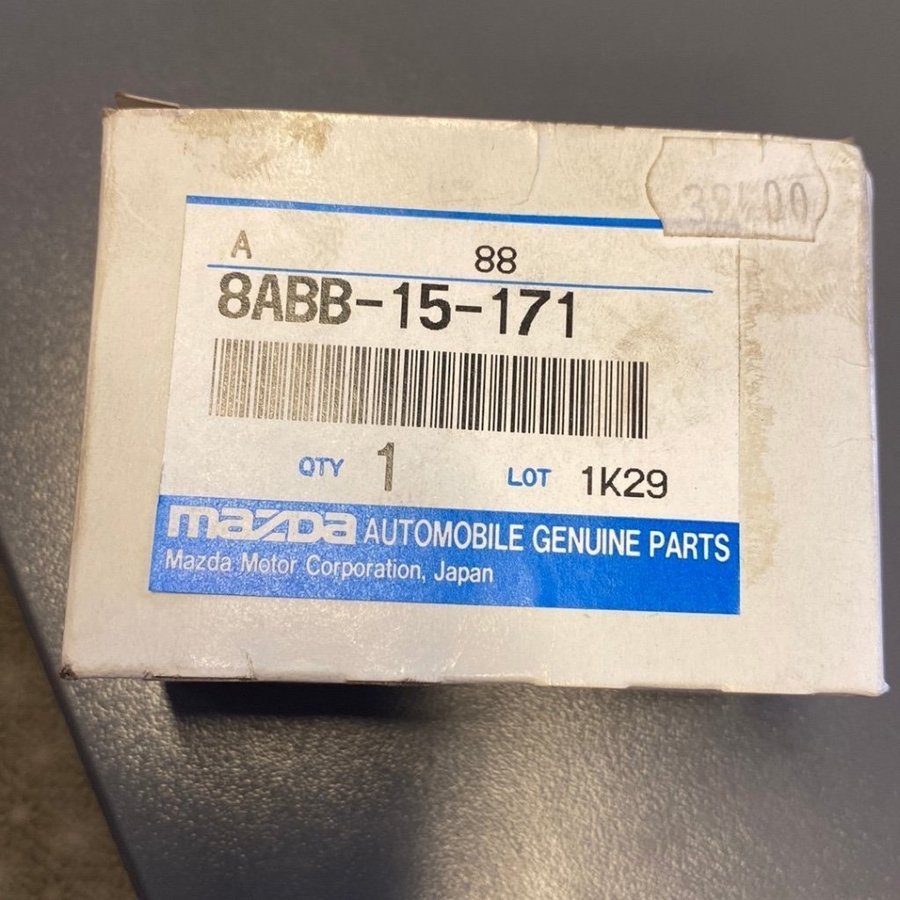 A 88
8ABB-15-171
QTY 1 LOT 1K29
mazda AUTOMOBILE GENUINE PARTS
Mazda Motor Corporation, Japan